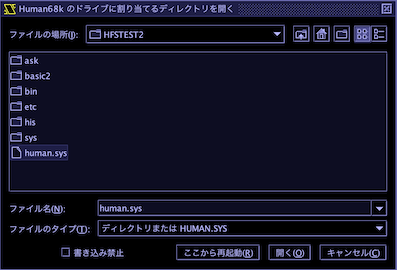 Human68k のドライブに割り当てるディレクトリを開く
ファイルの場所(I): HFSTEST2
ask
basic2
bin
etc
his
sys
human.sys
ファイル名(N): human.sys
ファイルのタイプ(T): ディレクトリまたは HUMAN.SYS
書き込み禁止 ここから再起動(R) 開く(O) キャンセル(C)